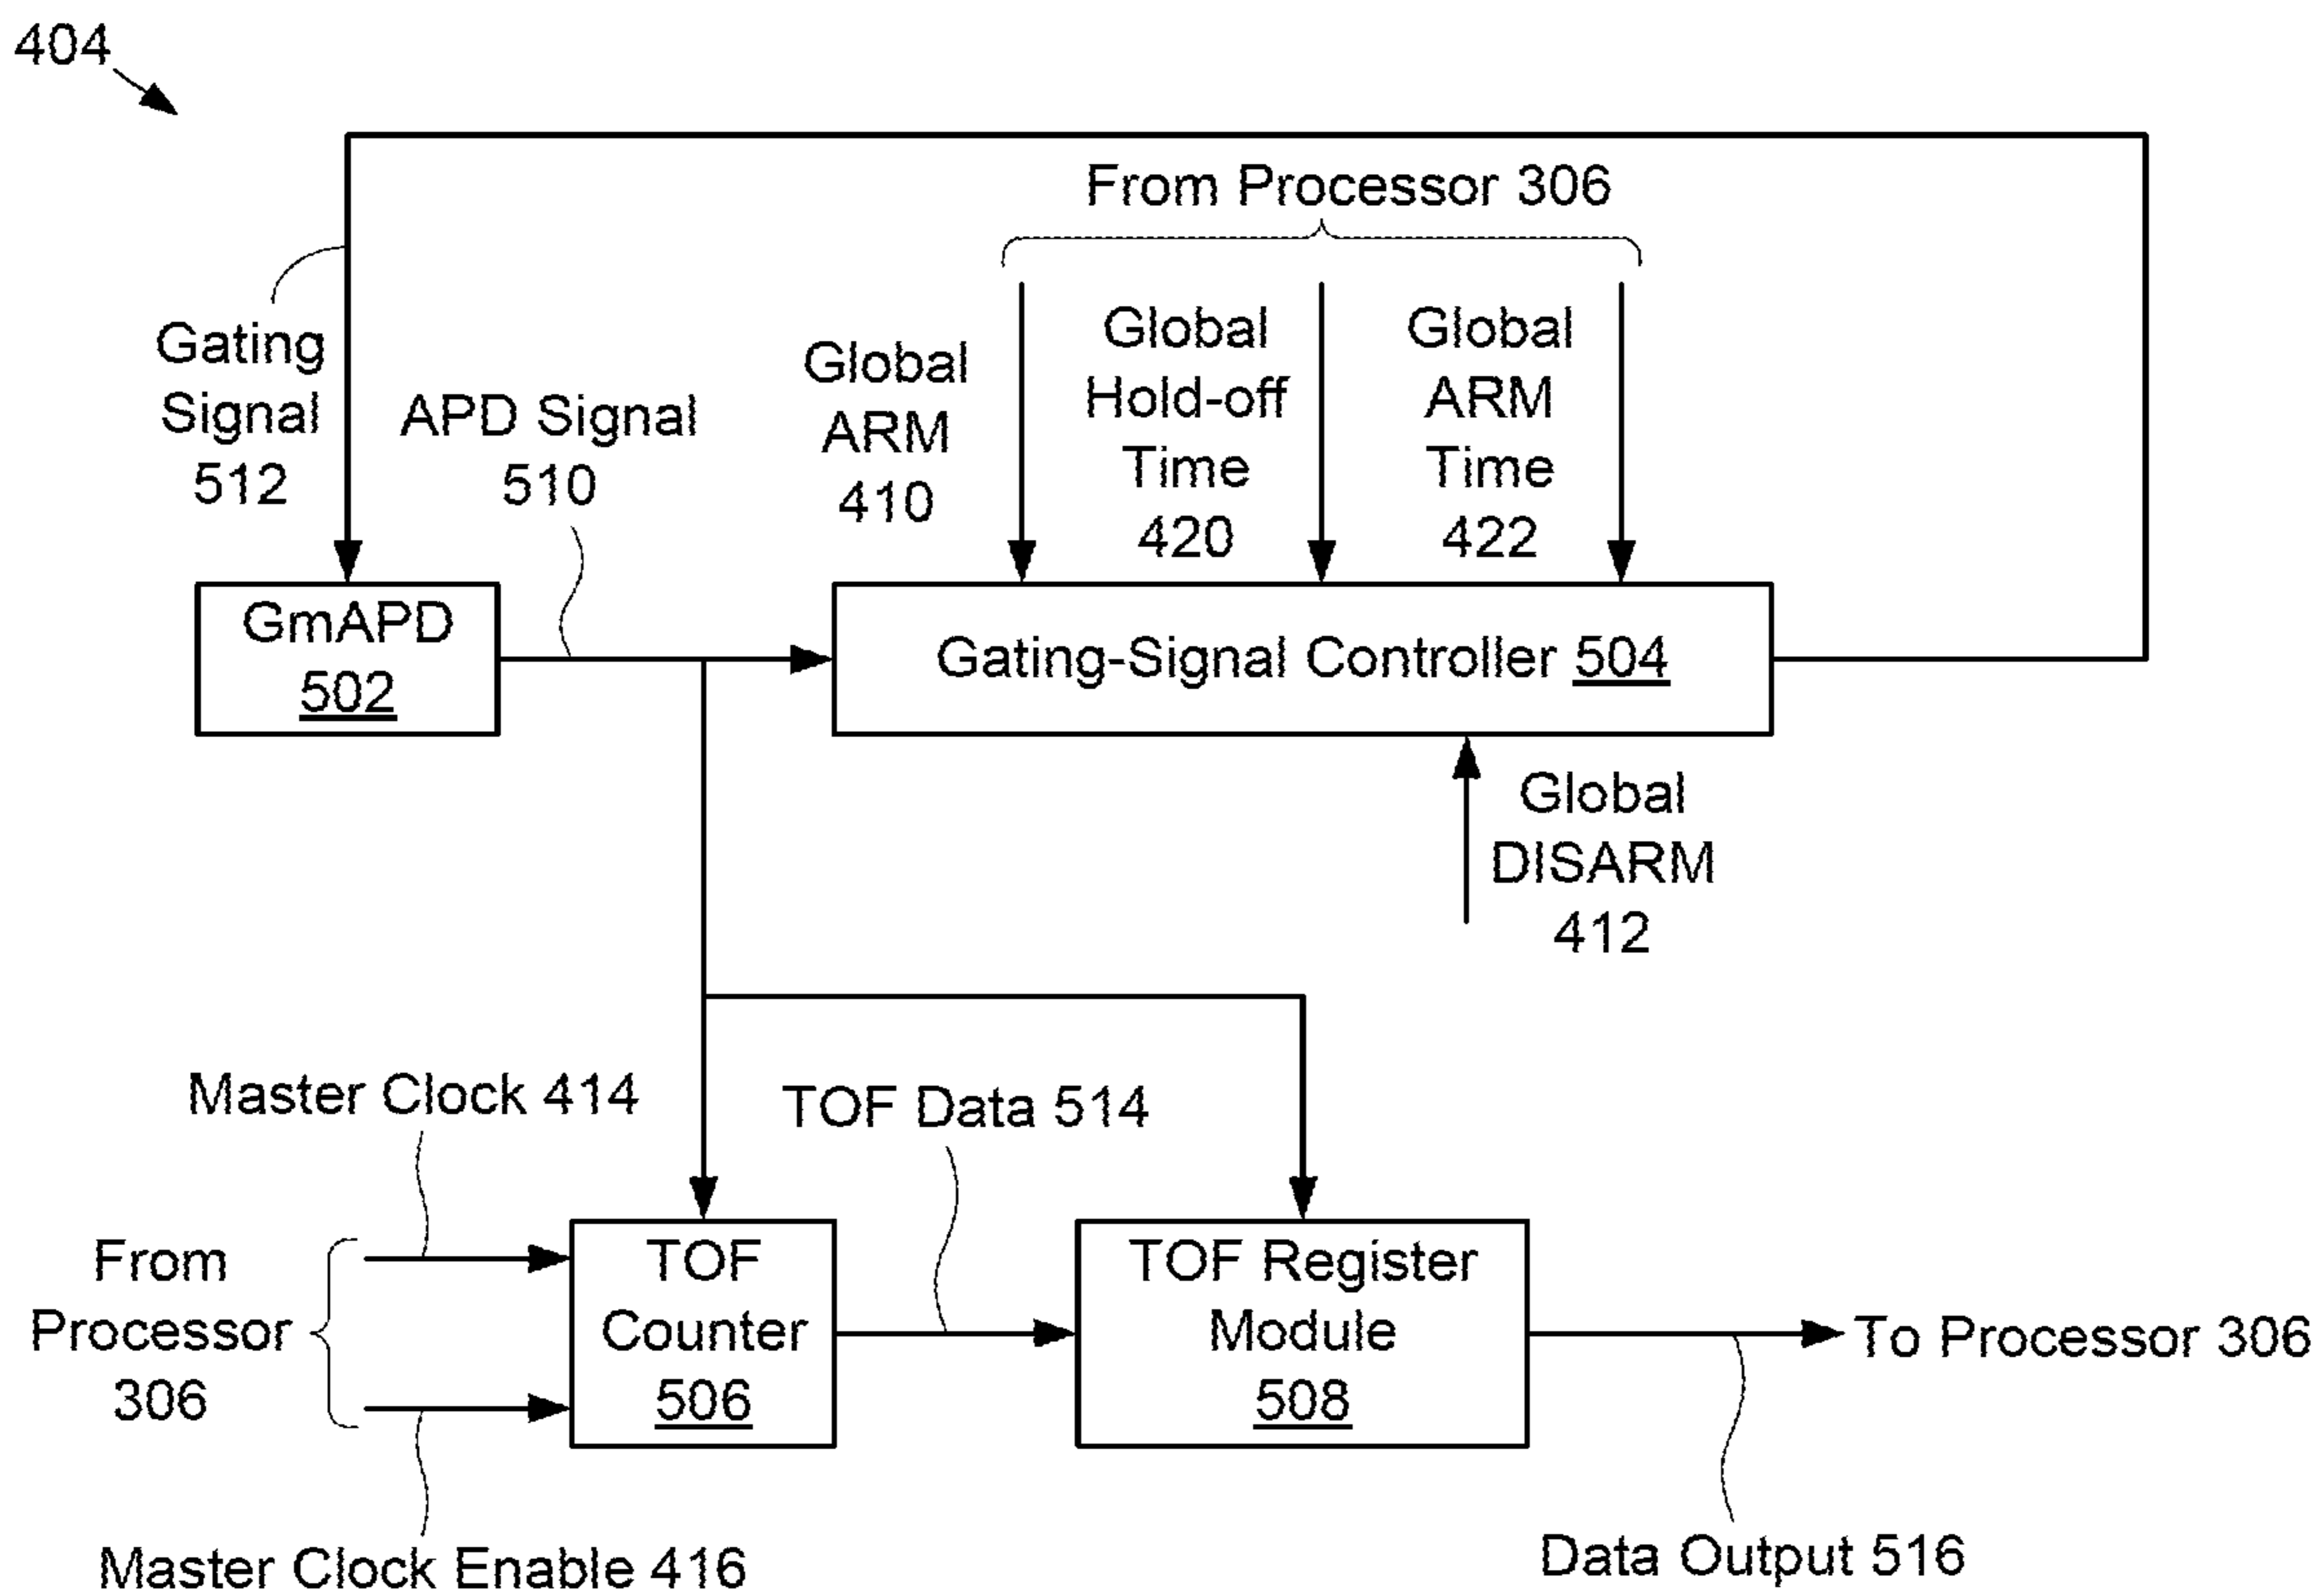 404
From Processor 306
Gating
Signal
512
APD Signal
510
Global
ARM
410
Global
Hold-off
Time
420
Global
ARM
Time
422
GmAPD
502
Gating-Signal Controller 504
Global
DISARM
412
Master Clock 414
TOF Data 514
From
Processor
306
TOF
Counter
506
TOF Register
Module
508
To Processor 306
Master Clock Enable 416
Data Output 516